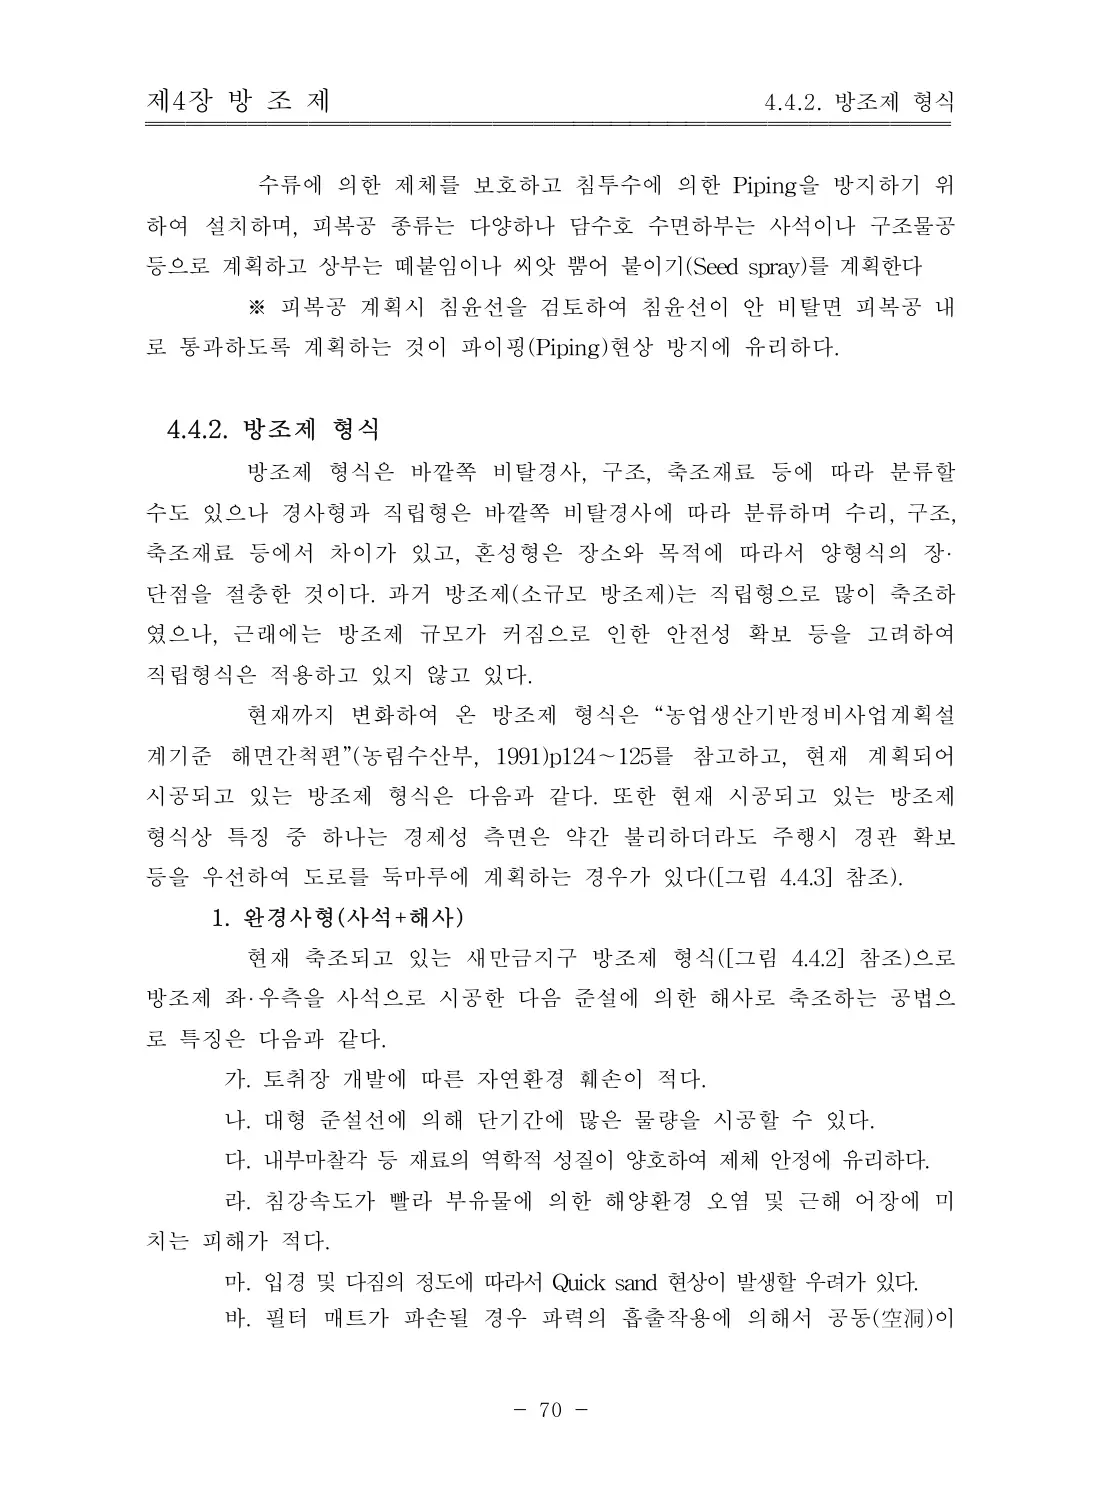 제4장 방 조 제
4.4.2. 방조제 형식
수류에 의한 제체를 보호하고 침투수에 의한 Piping을 방지하기 위
하여 설치하며, 피복공 종류는 다양하나 담수호 수면하부는 사석이나 구조물공
등으로 계획하고 상부는 떼붙임이나 씨앗 뿜어 붙이기(Seed spray)를 계획한다
※ 피복공 계획시 침윤선을 검토하여 침윤선이 안 비탈면 피복공 내
로 통과하도록 계획하는 것이 파이핑(Piping)현상 방지에 유리하다.
4.4.2. 방조제 형식
방조제 형식은 바깥쪽 비탈경사, 구조, 축조재료 등에 따라 분류할
수도 있으나 경사형과 직립형은 바깥쪽 비탈경사에 따라 분류하며 수리, 구조,
축조재료 등에서 차이가 있고, 혼성형은 장소와 목적에 따라서 양형식의 장·
단점을 절충한 것이다. 과거 방조제(소규모 방조제)는 직립형으로 많이 축조하
였으나, 근래에는 방조제 규모가 커짐으로 인한 안전성 확보 등을 고려하여
직립형식은 적용하고 있지 않고 있다.
현재까지 변화하여 온 방조제 형식은 “농업생산기반정비사업계획설
계기준 해면간척편”(농림수산부, 1991)p124～125를 참고하고, 현재 계획되어
시공되고 있는 방조제 형식은 다음과 같다. 또한 현재 시공되고 있는 방조제
형식상 특징 중 하나는 경제성 측면은 약간 불리하더라도 주행시 경관 확보
등을 우선하여 도로를 둑마루에 계획하는 경우가 있다([그림 4.4.3] 참조).
1. 완경사형(사석+해사)
현재 축조되고 있는 새만금지구 방조제 형식([그림 4.4.2] 참조)으로
방조제 좌·우측을 사석으로 시공한 다음 준설에 의한 해사로 축조하는 공법으
로 특징은 다음과 같다.
가. 토취장 개발에 따른 자연환경 훼손이 적다.
나. 대형 준설선에 의해 단기간에 많은 물량을 시공할 수 있다.
다. 내부마찰각 등 재료의 역학적 성질이 양호하여 제체 안정에 유리하다.
라. 침강속도가 빨라 부유물에 의한 해양환경 오염 및 근해 어장에 미
치는 피해가 적다.
마. 입경 및 다짐의 정도에 따라서 Quick sand 현상이 발생할 우려가 있다.
바. 필터 매트가 파손될 경우 파력의 흡출작용에 의해서 공동(空洞)이
- 70 -